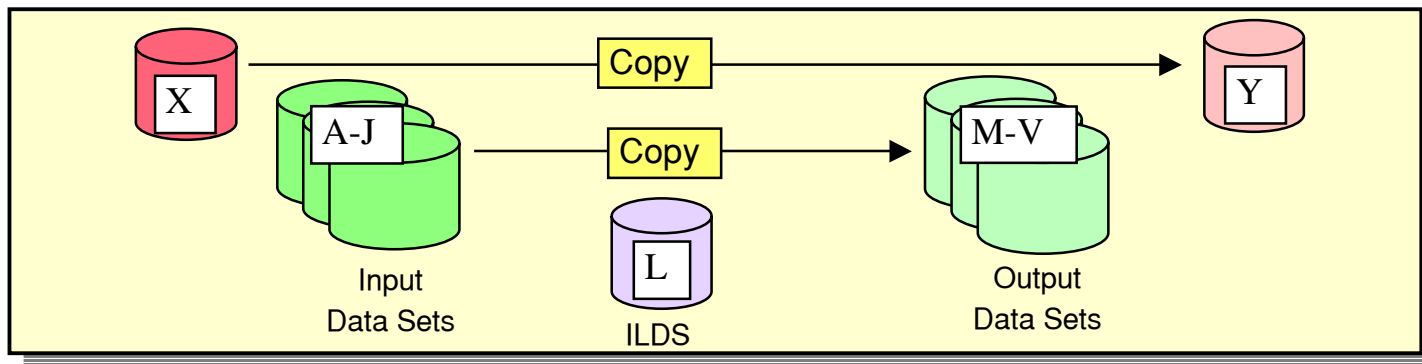 Copy
X
Y
A-J
M-V
Copy
L
Input
Data Sets
ILDS
Output
Data Sets